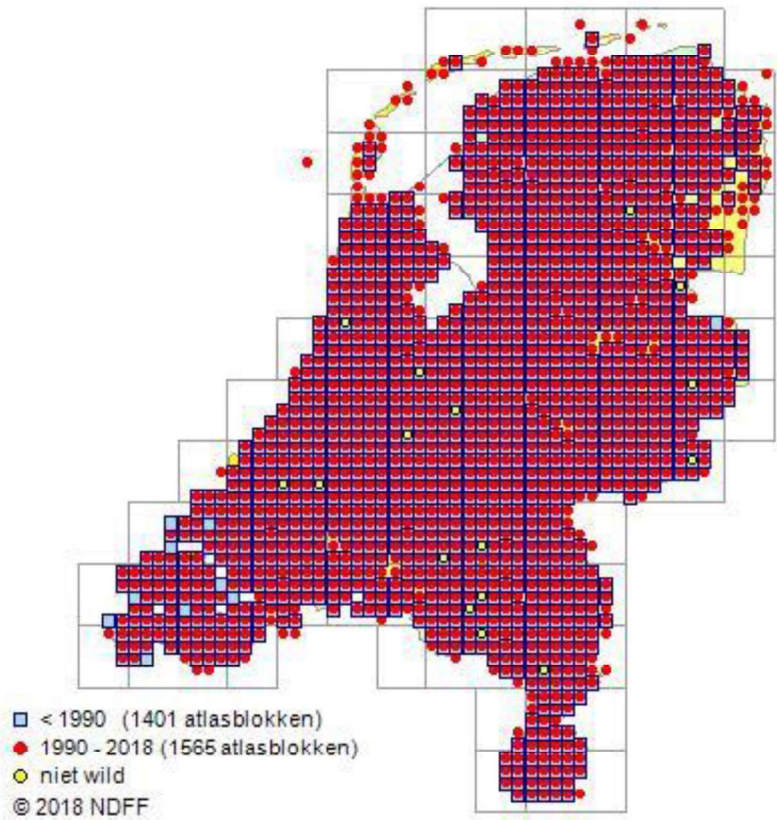 < 1990 (1401 atlasblokken)
1990 - 2018 (1565 atlasblokken)
niet wild
© 2018 NDFF